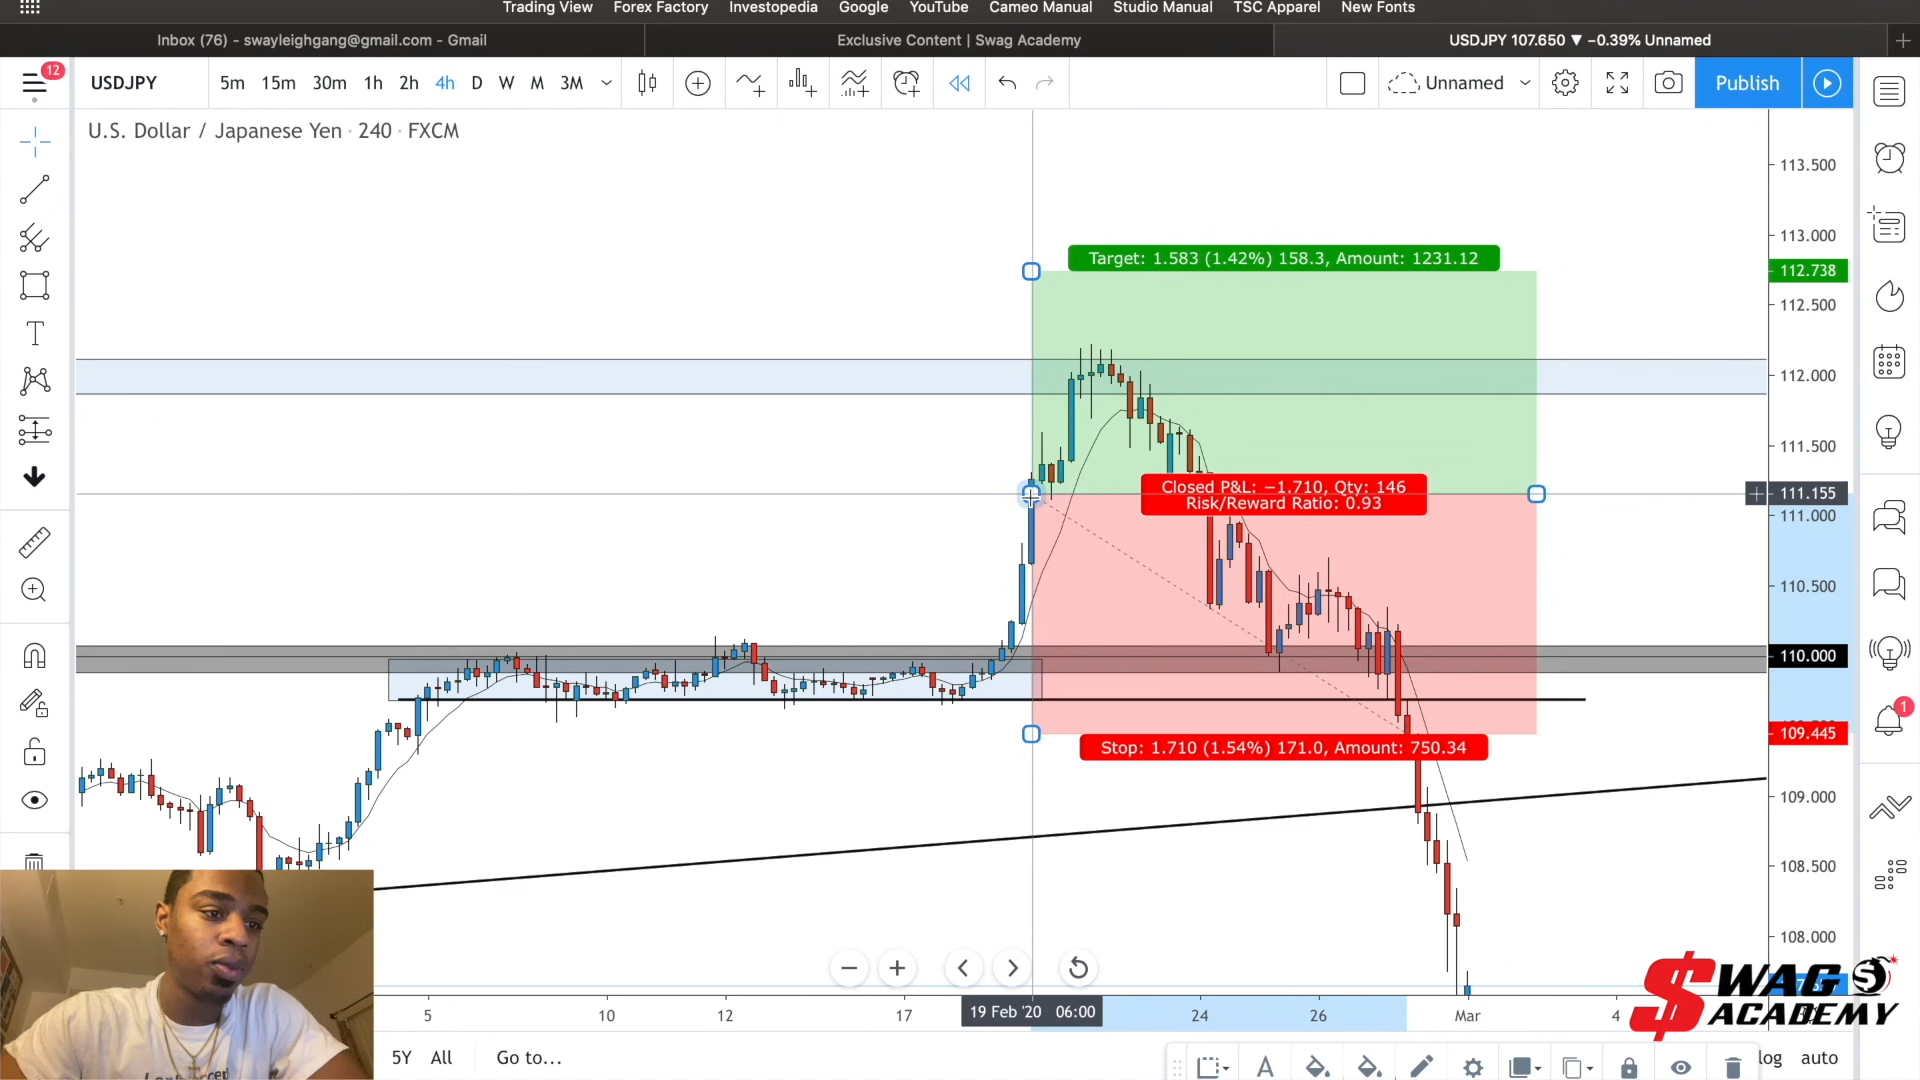 Trading View Forex Factory Investopedia Google YouTube Cameo Manual Studio Manual TSC Apparel New Fonts
Inbox (76) - swayleighgang@gmail.com - Gmail
Exclusive Content | Swag Academy
USDJPY 107.650 ▼ −0.39% Unnamed
12
USDJPY
5m 15m 30m 1h 2h 4h D W M 3M
Unnamed
Publish
U.S. Dollar / Japanese Yen · 240 · FXCM
113.500
113.000
Target: 1.583 (1.42%) 158.3, Amount: 1231.12
112.738
112.500
112.000
111.500
Closed P&L: −1.710, Qty: 146
Risk/Reward Ratio: 0.93
111.155
111.000
110.500
110.000
1
109.445
Stop: 1.710 (1.54%) 171.0, Amount: 750.34
109.000
108.500
108.000
$WAG
ACADEMY
5 10 12 17 19 Feb '20 06:00 24 26 Mar 4
5Y All Go to...
log auto